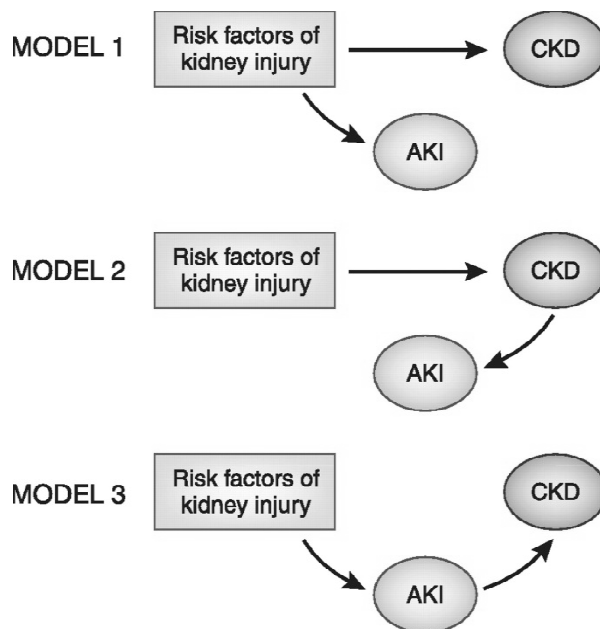 MODEL 1
Risk factors of
kidney injury
CKD
AKI
MODEL 2
Risk factors of
kidney injury
CKD
AKI
MODEL 3
Risk factors of
kidney injury
CKD
AKI